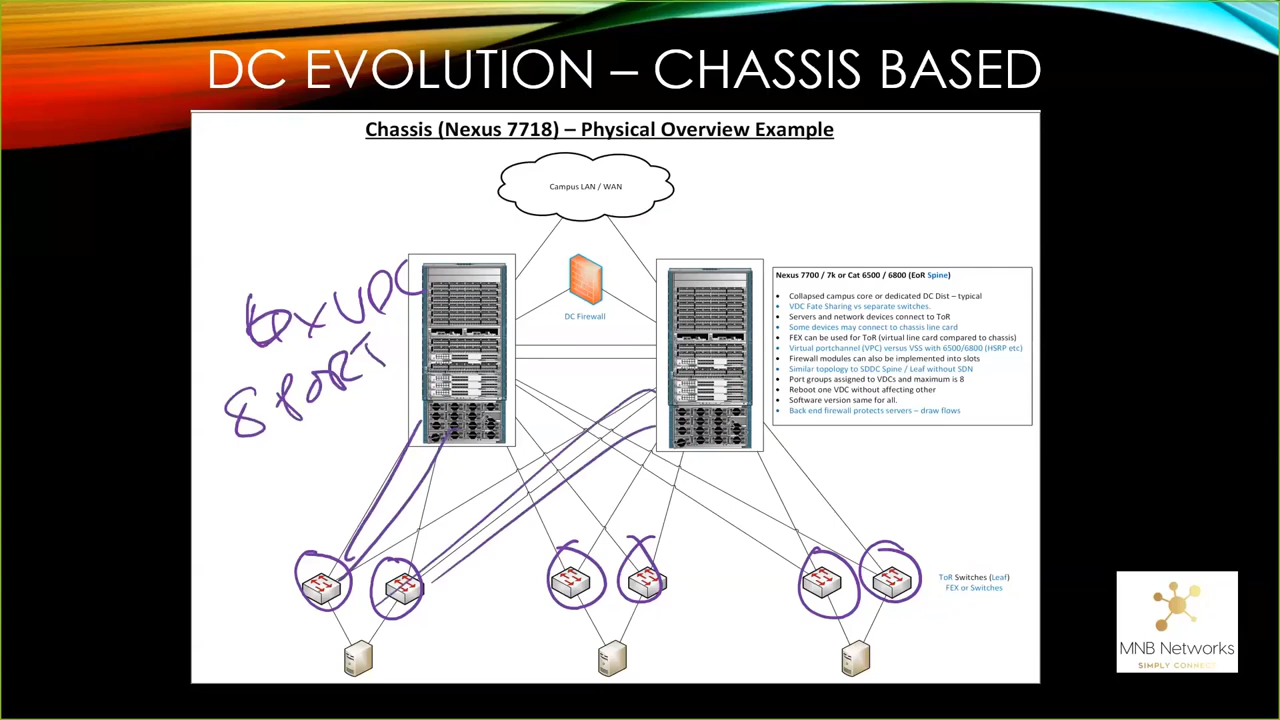 DC EVOLUTION – CHASSIS BASED
Chassis (Nexus 7718) – Physical Overview Example
Campus LAN / WAN
DC Firewall
Nexus 7700 / 7k or Cat 6500 / 6800 (EoR Spine)
• Collapsed campus core or dedicated DC Dist – typical
• VDC Fate Sharing vs separate switches.
• Servers and network devices connect to ToR
• Some devices may connect to chassis line card
• FEX can be used for ToR (virtual line card compared to chassis)
• Virtual portchannel (VPC) versus VSS with 6500/6800 (HSRP etc)
• Firewall modules can also be implemented into slots
• Similar topology to SDDC Spine / Leaf without SDN
• Port groups assigned to VDCs and maximum is 8
• Reboot one VDC without affecting other
• Software version same for all.
• Back end firewall protects servers – draw flows
VDC
8 PORT
ToR Switches (Leaf)
FEX or Switches
MNB Networks
SIMPLY CONNECT